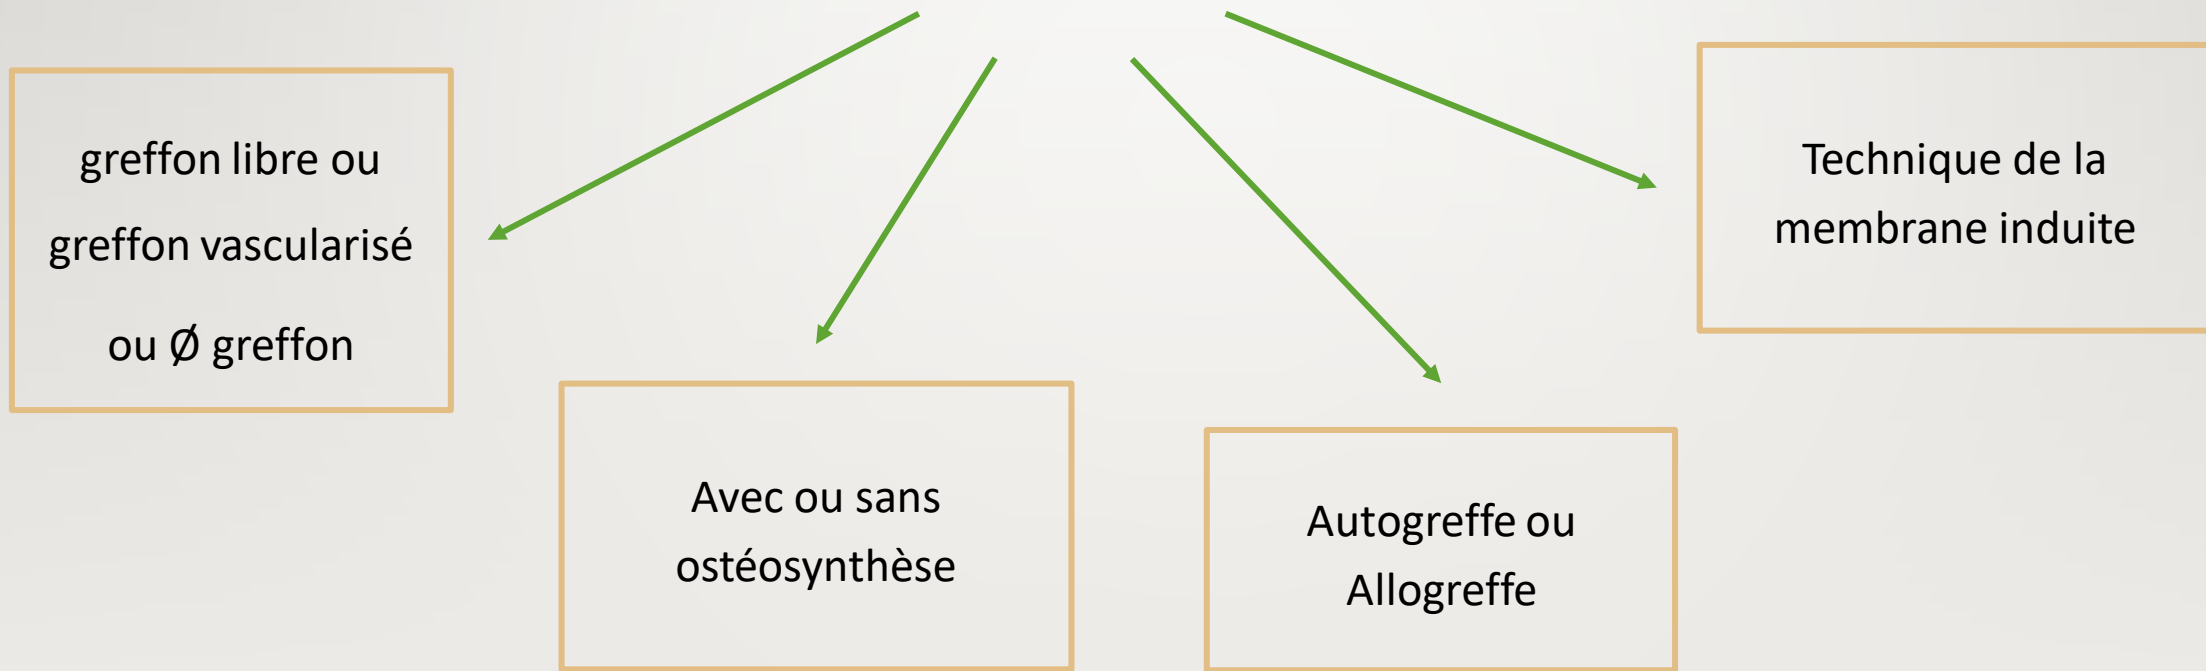 greffon libre ou
greffon vascularisé
ou Ø greffon
Avec ou sans
ostéosynthèse
Autogreffe ou
Allogreffe
Technique de la
membrane induite